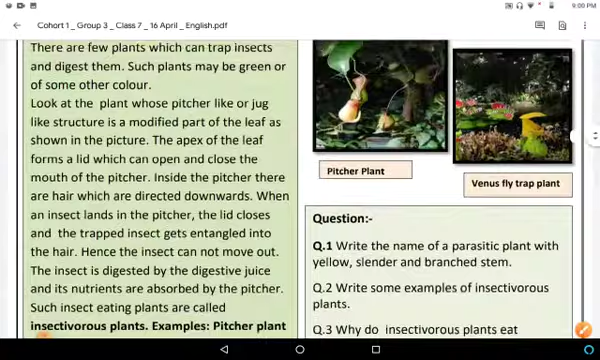 9:00 PM
Cohort 1 _ Group 3 _ Class 7 _ 16 April _ English.pdf
There are few plants which can trap insects
and digest them. Such plants may be green or
of some other colour.
Look at the plant whose pitcher like or jug
like structure is a modified part of the leaf as
shown in the picture. The apex of the leaf
forms a lid which can open and close the
mouth of the pitcher. Inside the pitcher there
are hair which are directed downwards. When
an insect lands in the pitcher, the lid closes
and the trapped insect gets entangled into
the hair. Hence the insect can not move out.
The insect is digested by the digestive juice
and its nutrients are absorbed by the pitcher.
Such insect eating plants are called
insectivorous plants. Examples: Pitcher plant
Pitcher Plant
Venus fly trap plant
Question:-
Q.1 Write the name of a parasitic plant with
yellow, slender and branched stem.
Q.2 Write some examples of insectivorous
plants.
Q.3 Why do insectivorous plants eat